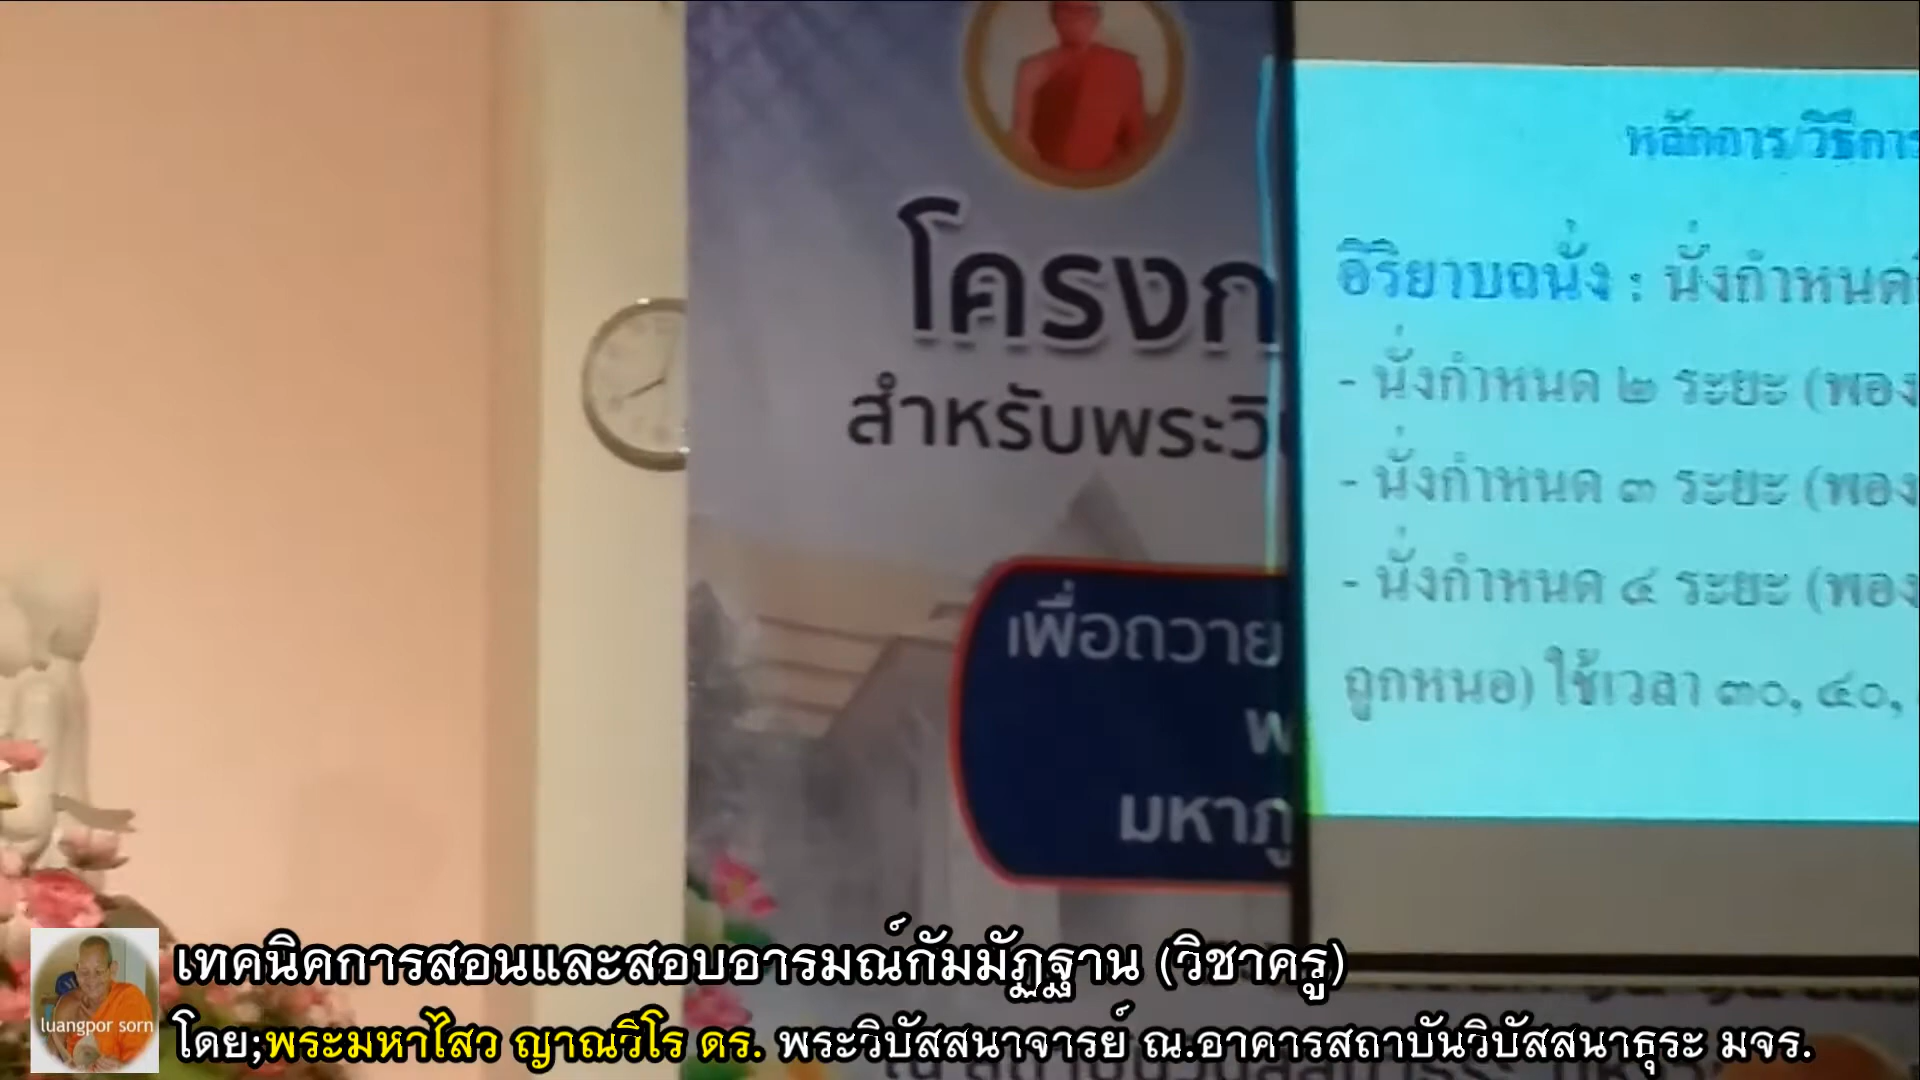 โครงก
สำหรับพระวิ
เพื่อถวาย
พ
มหาภู
หลักการ/วิธีการ
อิริยาบถนั่ง : นั่งกำหนด
- นั่งกำหนด ๒ ระยะ (พอง
- นั่งกำหนด ๓ ระยะ (พอง
- นั่งกำหนด ๔ ระยะ (พอง
ถูกหนอ) ใช้เวลา ๓๐, ๔๐,
luangpor sorn
เทคนิคการสอนและสอบอารมณ์กัมมัฏฐาน (วิชาครู)
โดย;พระมหาไสว ญาณวีโร ดร. พระวิปัสสนาจารย์ ณ.อาคารสถาบันวิปัสสนาธุระ มจร.